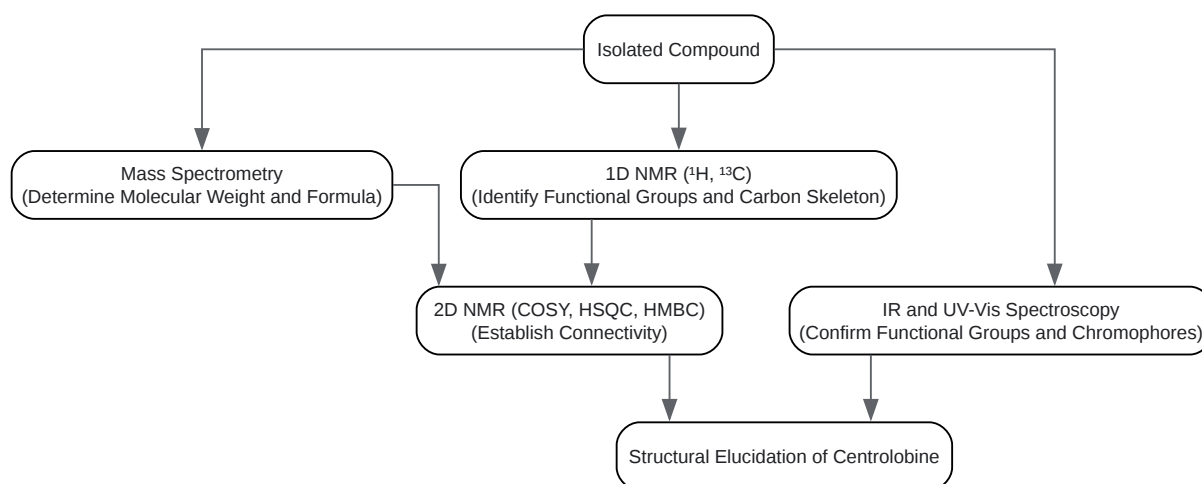 Isolated Compound
Mass Spectrometry
(Determine Molecular Weight and Formula)
1D NMR (¹H, ¹³C)
(Identify Functional Groups and Carbon Skeleton)
2D NMR (COSY, HSQC, HMBC)
(Establish Connectivity)
IR and UV-Vis Spectroscopy
(Confirm Functional Groups and Chromophores)
Structural Elucidation of Centrolobine